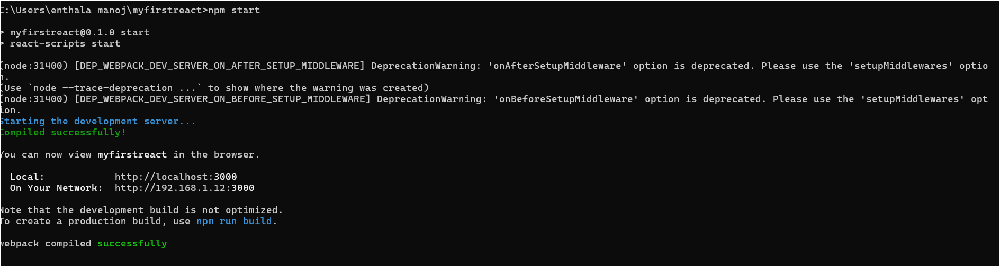 C:\Users\enthala manoj\myfirstreact>npm start
> myfirstreact@0.1.0 start
> react-scripts start
(node:31400) [DEP_WEBPACK_DEV_SERVER_ON_AFTER_SETUP_MIDDLEWARE] DeprecationWarning: 'onAfterSetupMiddleware' option is deprecated. Please use the 'setupMiddlewares' optio
n.
(Use `node --trace-deprecation ...` to show where the warning was created)
(node:31400) [DEP_WEBPACK_DEV_SERVER_ON_BEFORE_SETUP_MIDDLEWARE] DeprecationWarning: 'onBeforeSetupMiddleware' option is deprecated. Please use the 'setupMiddlewares' opt
ion.
Starting the development server...
Compiled successfully!
You can now view myfirstreact in the browser.
Local: http://localhost:3000
On Your Network: http://192.168.1.12:3000
Note that the development build is not optimized.
To create a production build, use npm run build.
webpack compiled successfully